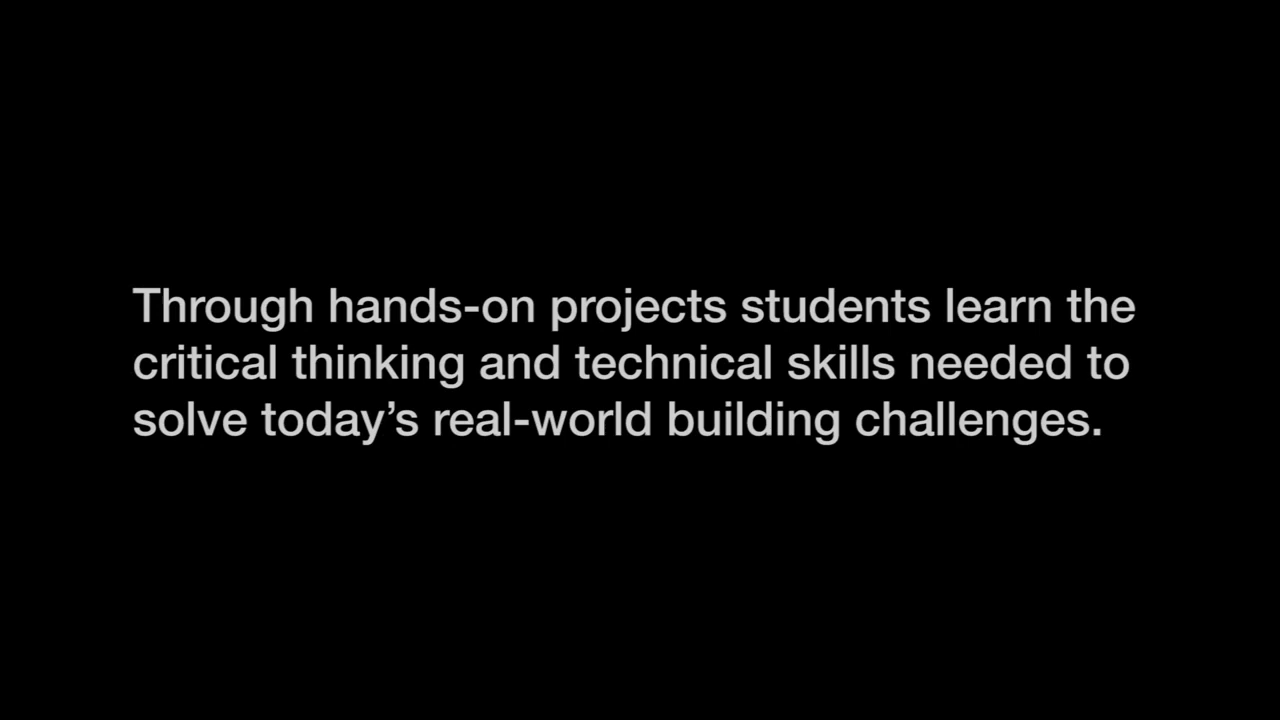 Through hands-on projects students learn the
critical thinking and technical skills needed to
solve today’s real-world building challenges.